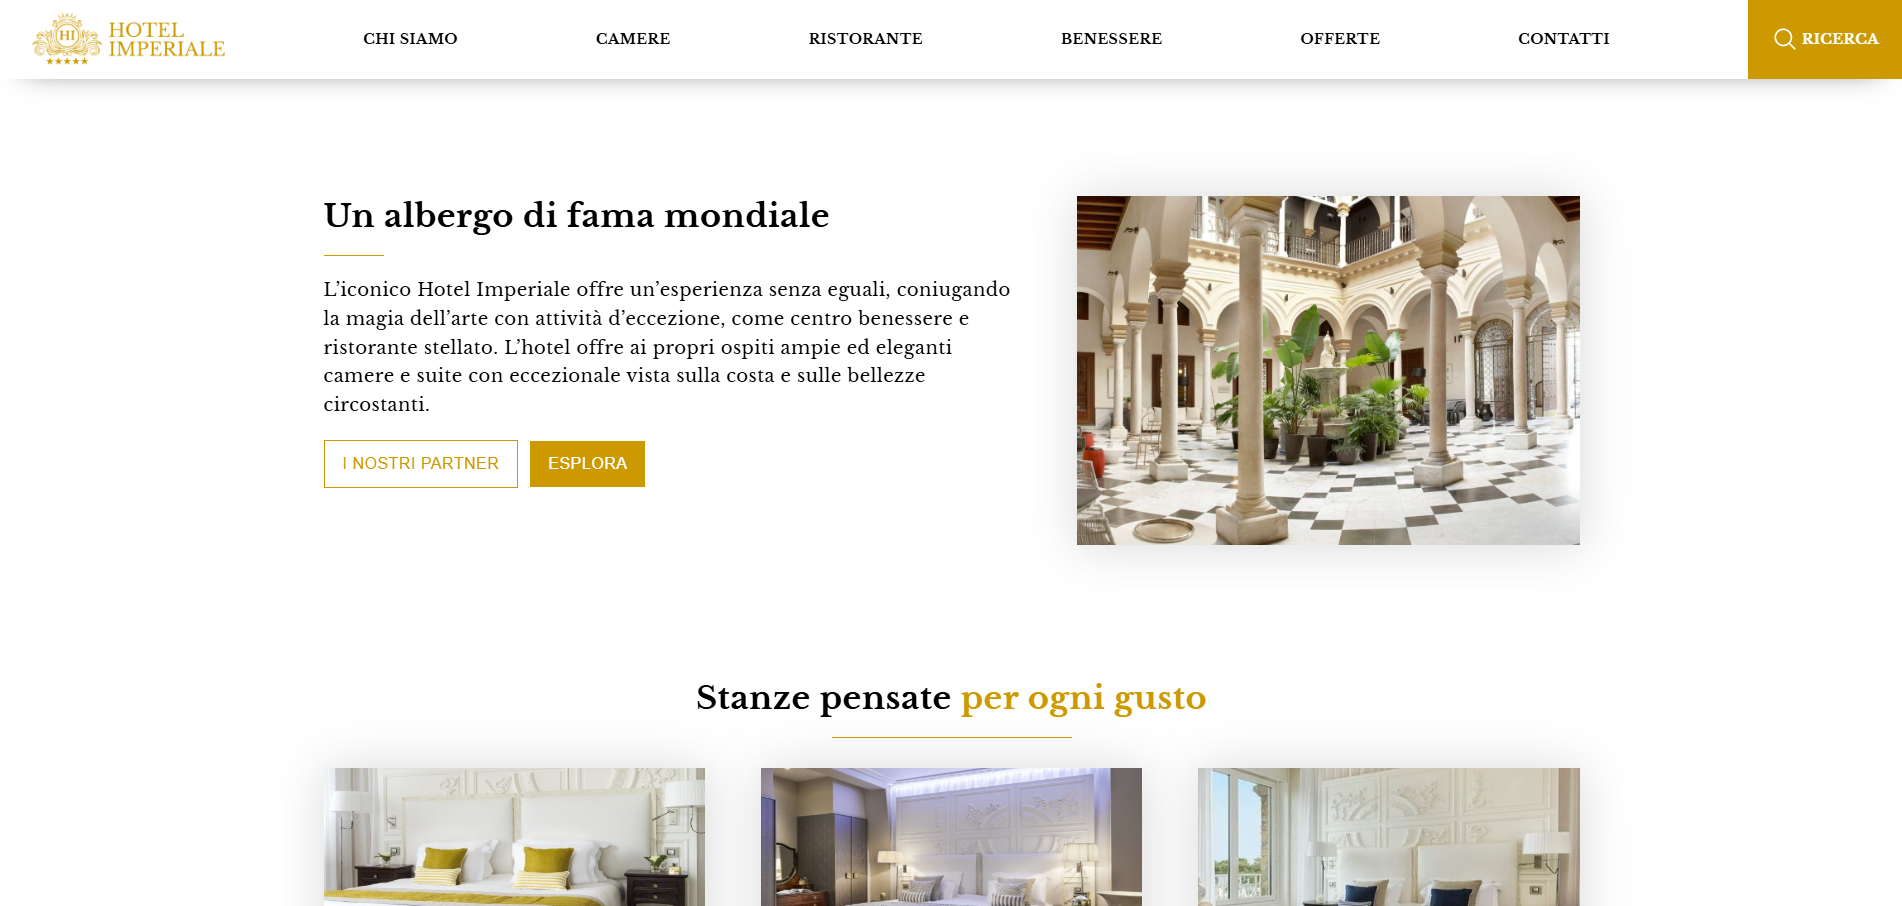 HI
HOTEL
IMPERIALE
CHI SIAMO
CAMERE
RISTORANTE
BENESSERE
OFFERTE
CONTATTI
RICERCA
Un albergo di fama mondiale
L’iconico Hotel Imperiale offre un’esperienza senza eguali, coniugando
la magia dell’arte con attività d’eccezione, come centro benessere e
ristorante stellato. L’hotel offre ai propri ospiti ampie ed eleganti
camere e suite con eccezionale vista sulla costa e sulle bellezze
circostanti.
I NOSTRI PARTNER
ESPLORA
Stanze pensate per ogni gusto